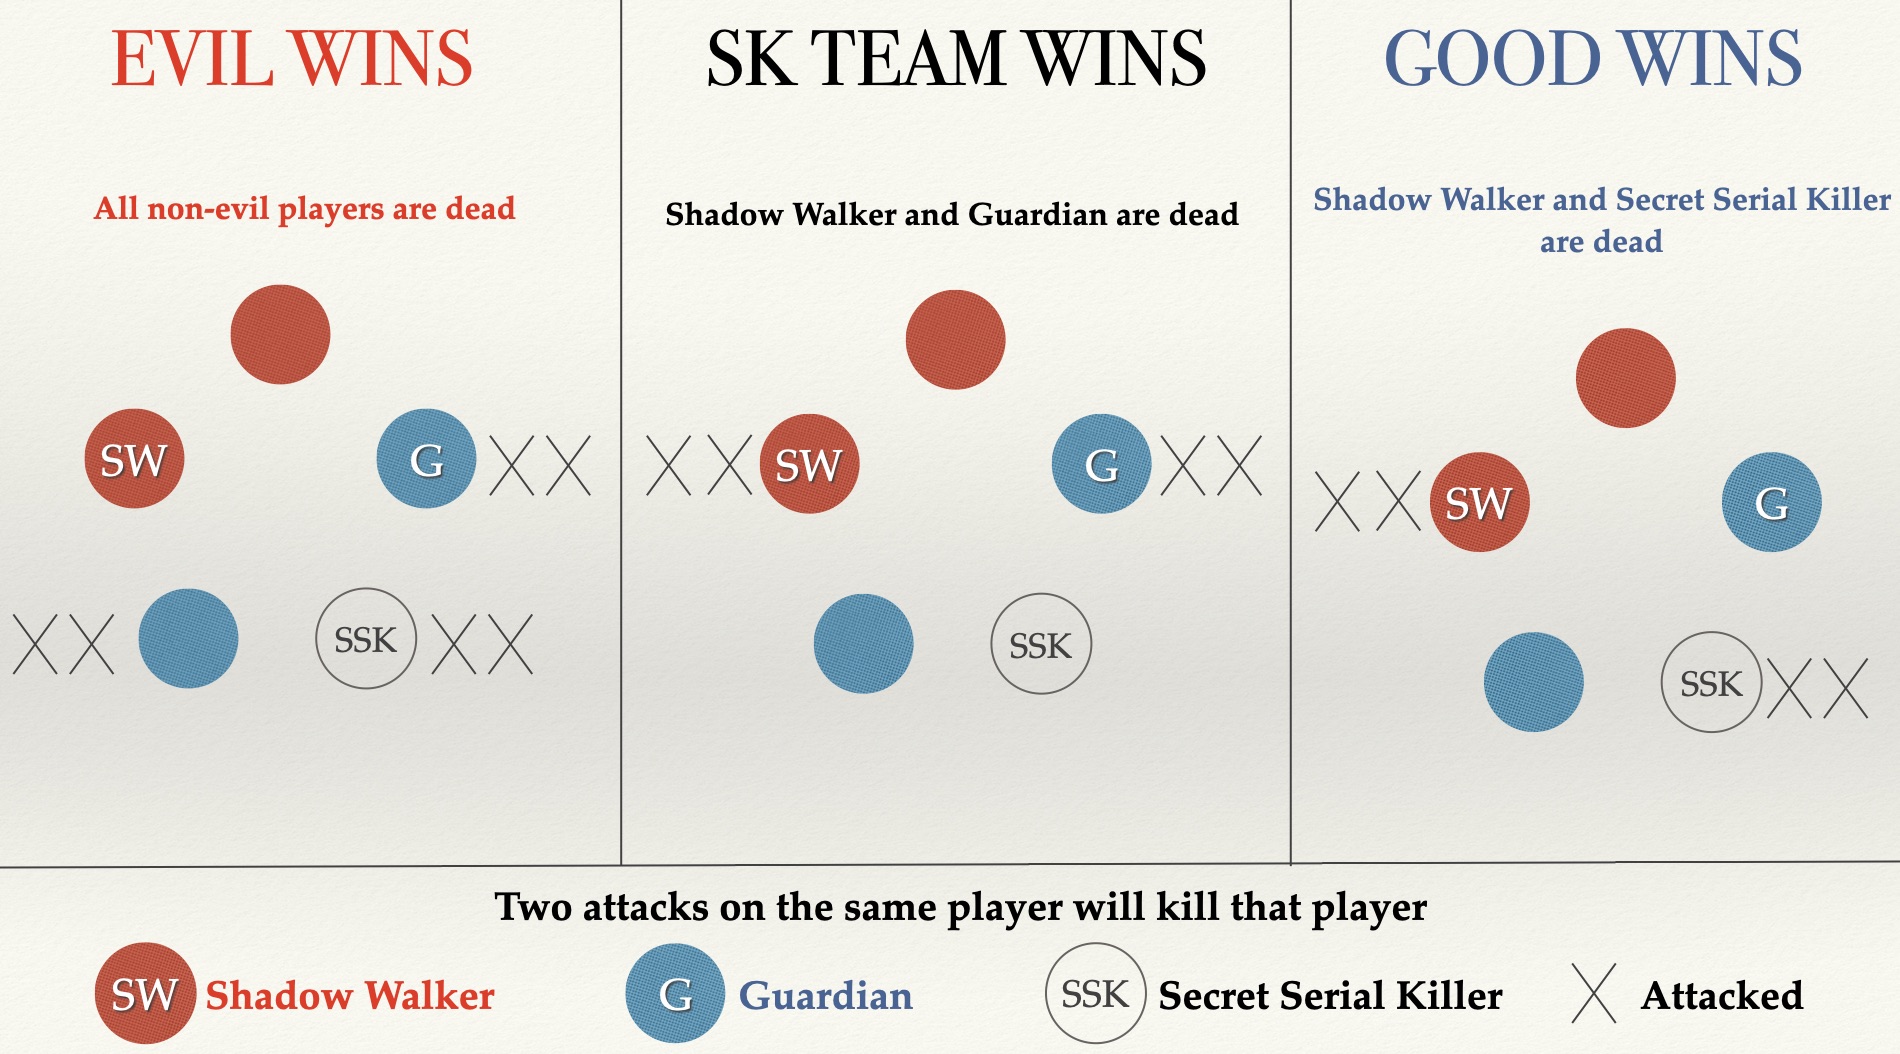 EVIL WINS
All non-evil players are dead
SW
G
SSK
SK TEAM WINS
Shadow Walker and Guardian are dead
SW
G
SSK
GOOD WINS
Shadow Walker and Secret Serial Killer
are dead
SW
G
SSK
Two attacks on the same player will kill that player
SW Shadow Walker
G Guardian
SSK Secret Serial Killer
Attacked